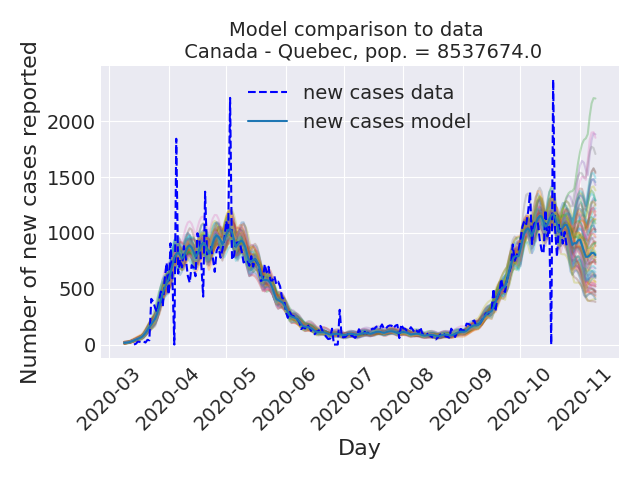 Model comparison to data
Canada - Quebec, pop. = 8537674.0
new cases data
new cases model
Number of new cases reported
2000
1500
1000
500
0
2020-03
2020-04
2020-05
2020-06
2020-07
2020-08
2020-09
2020-10
2020-11
Day